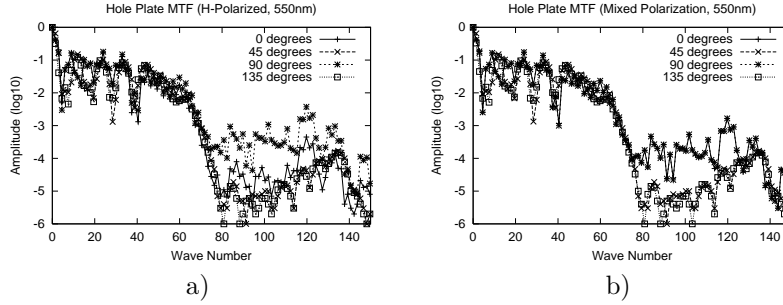 Hole Plate MTF (H-Polarized, 550nm)
0 degrees
45 degrees
90 degrees
135 degrees
0
-1
-2
-3
-4
-5
-6
Amplitude (log10)
0 20 40 60 80 100 120 140
Wave Number
a)
Hole Plate MTF (Mixed Polarization, 550nm)
0 degrees
45 degrees
90 degrees
135 degrees
0
-1
-2
-3
-4
-5
-6
Amplitude (log10)
0 20 40 60 80 100 120 140
Wave Number
b)